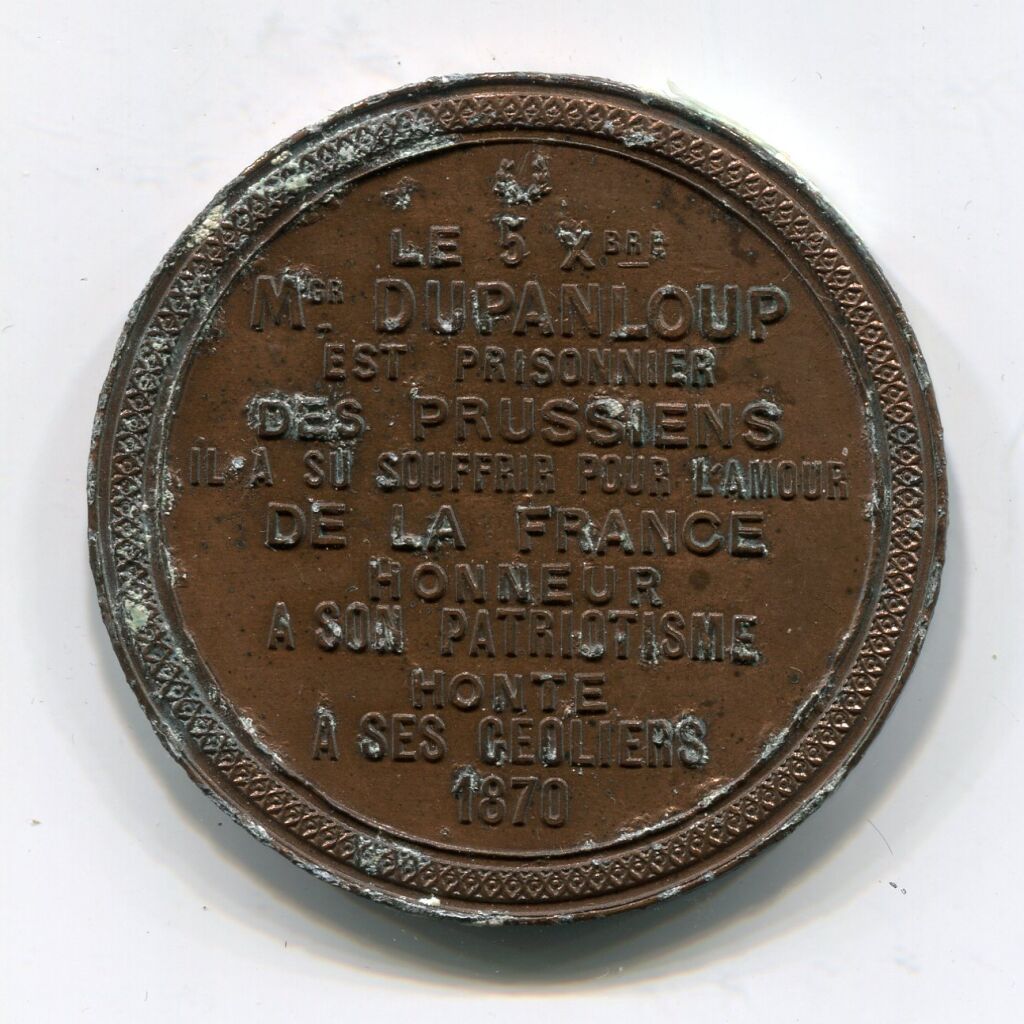 LE 5 XBRE
MGR DUPANLOUP
EST PRISONNIER
DES PRUSSIENS
IL A SU SOUFFRIR POUR L'AMOUR
DE LA FRANCE
HONNEUR
A SON PATRIOTISME
HONTE
A SES GEOLIERS
1870